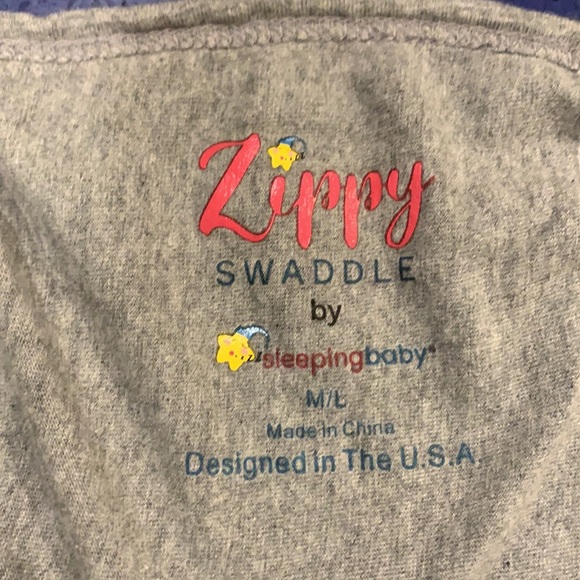 Zippy
SWADDLE
by
sleepingbaby®
M/L
Made in China
Designed in The U.S.A.